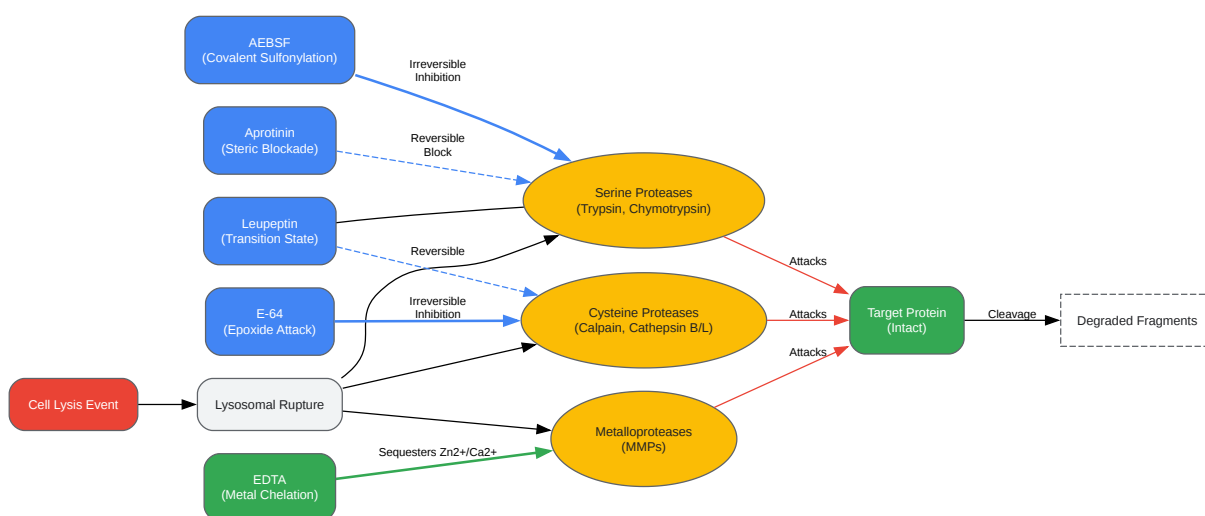 AEBSF
(Covalent Sulfonylation)
Irreversible
Inhibition
Aprotinin
(Steric Blockade)
Reversible
Block
Serine Proteases
(Trypsin, Chymotrypsin)
Leupeptin
(Transition State)
Reversible
Attacks
E-64
(Epoxide Attack)
Irreversible
Inhibition
Cysteine Proteases
(Calpain, Cathepsin B/L)
Attacks
Target Protein
(Intact)
Cleavage
Degraded Fragments
Attacks
Cell Lysis Event
Lysosomal Rupture
Metalloproteases
(MMPs)
Sequesters Zn2+/Ca2+
EDTA
(Metal Chelation)